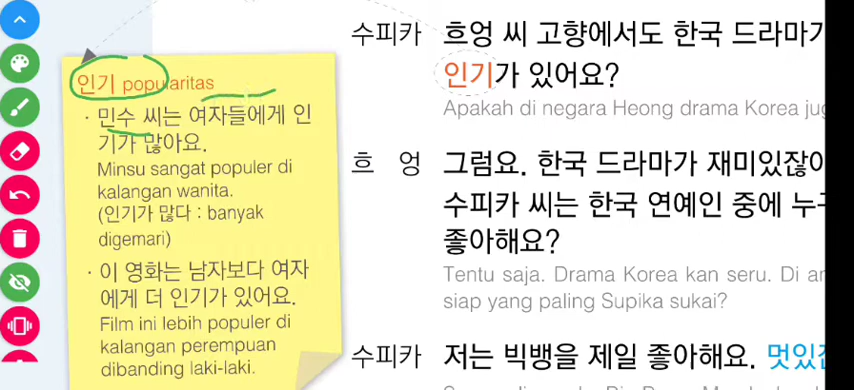 인기 popularitas
· 민수 씨는 여자들에게 인
기가 많아요.
Minsu sangat populer di
kalangan wanita.
(인기가 많다 : banyak
digemari)
· 이 영화는 남자보다 여자
에게 더 인기가 있어요.
Film ini lebih populer di
kalangan perempuan
dibanding laki-laki.
수피카 흐엉 씨 고향에서도 한국 드라마가
인기가 있어요?
Apakah di negara Heong drama Korea jug
흐 엉 그럼요. 한국 드라마가 재미있잖아
수피카 씨는 한국 연예인 중에 누구
좋아해요?
Tentu saja. Drama Korea kan seru. Di an
siap yang paling Supika sukai?
수피카 저는 빅뱅을 제일 좋아해요. 멋있